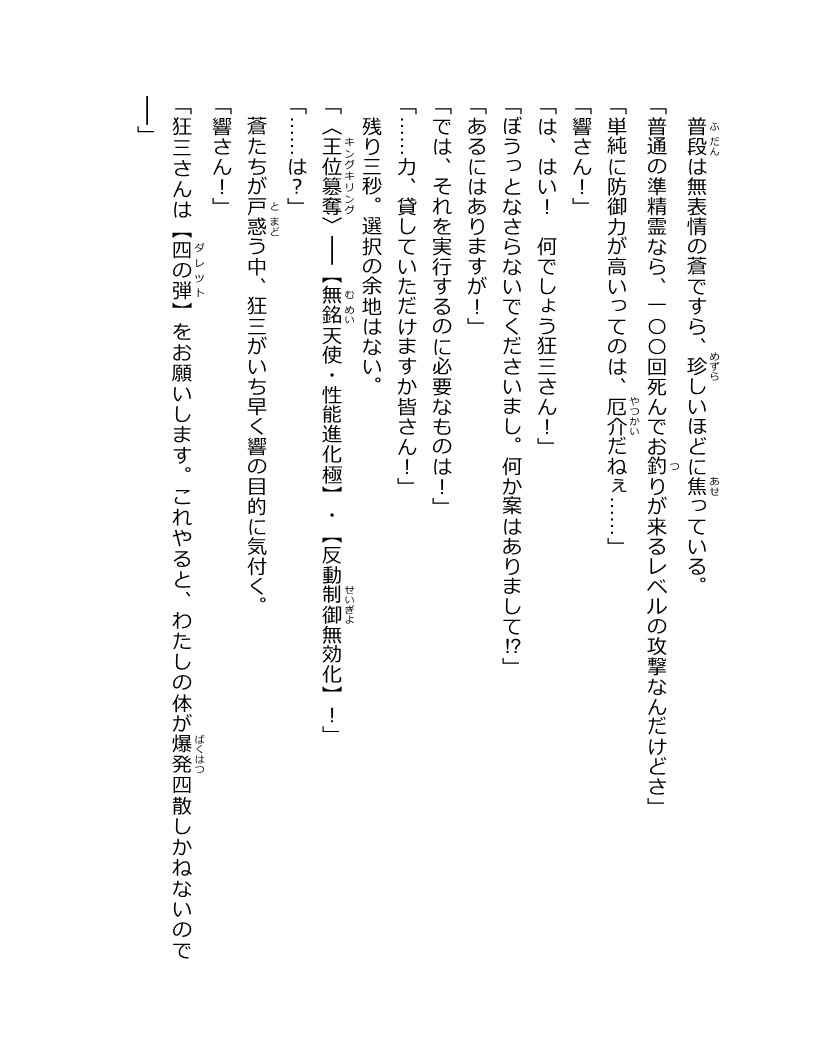 普段は無表情の蒼ですら、珍しいほどに焦っている。
「普通の準精霊なら、一〇〇回死んでお釣りが来るレベルの攻撃なんだけどさ」
「単純に防御力が高いってのは、厄介だねぇ……」
「響さん！」
「は、はい！　何でしょう狂三さん！」
「ぼうっとなさらないでくださいまし。何か案はありまして!?」
「あるにはありますが！」
「では、それを実行するのに必要なものは！」
「……力、貸していただけますか皆さん！」
残り三秒。選択の余地はない。
「〈王位簒奪〉――【無銘天使・性能進化極】・【反動制御無効化】！」
「……は？」
蒼たちが戸惑う中、狂三がいち早く響の目的に気付く。
「響さん！」
「狂三さんは【四の弾】をお願いします。これやると、わたしの体が爆発四散しかねないので
――」